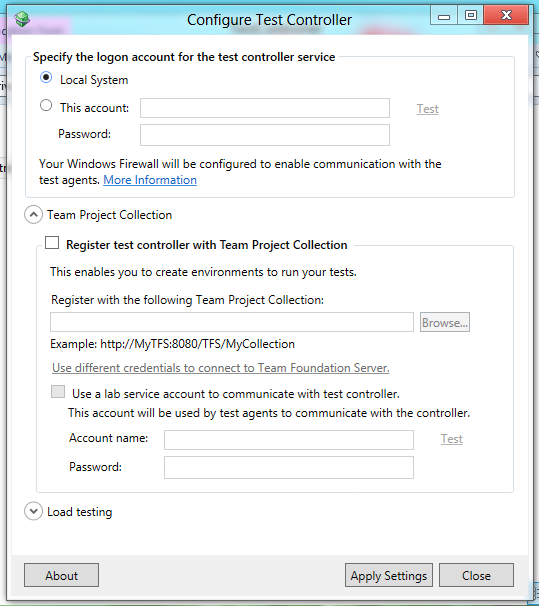 Configure Test Controller
Specify the logon account for the test controller service
Local System
This account:
Test
Password:
Your Windows Firewall will be configured to enable communication with the
test agents. More Information
Team Project Collection
Register test controller with Team Project Collection
This enables you to create environments to run your tests.
Register with the following Team Project Collection:
Browse...
Example: http://MyTFS:8080/TFS/MyCollection
Use different credentials to connect to Team Foundation Server.
Use a lab service account to communicate with test controller.
This account will be used by test agents to communicate with the controller.
Account name:
Test
Password:
Load testing
About
Apply Settings
Close